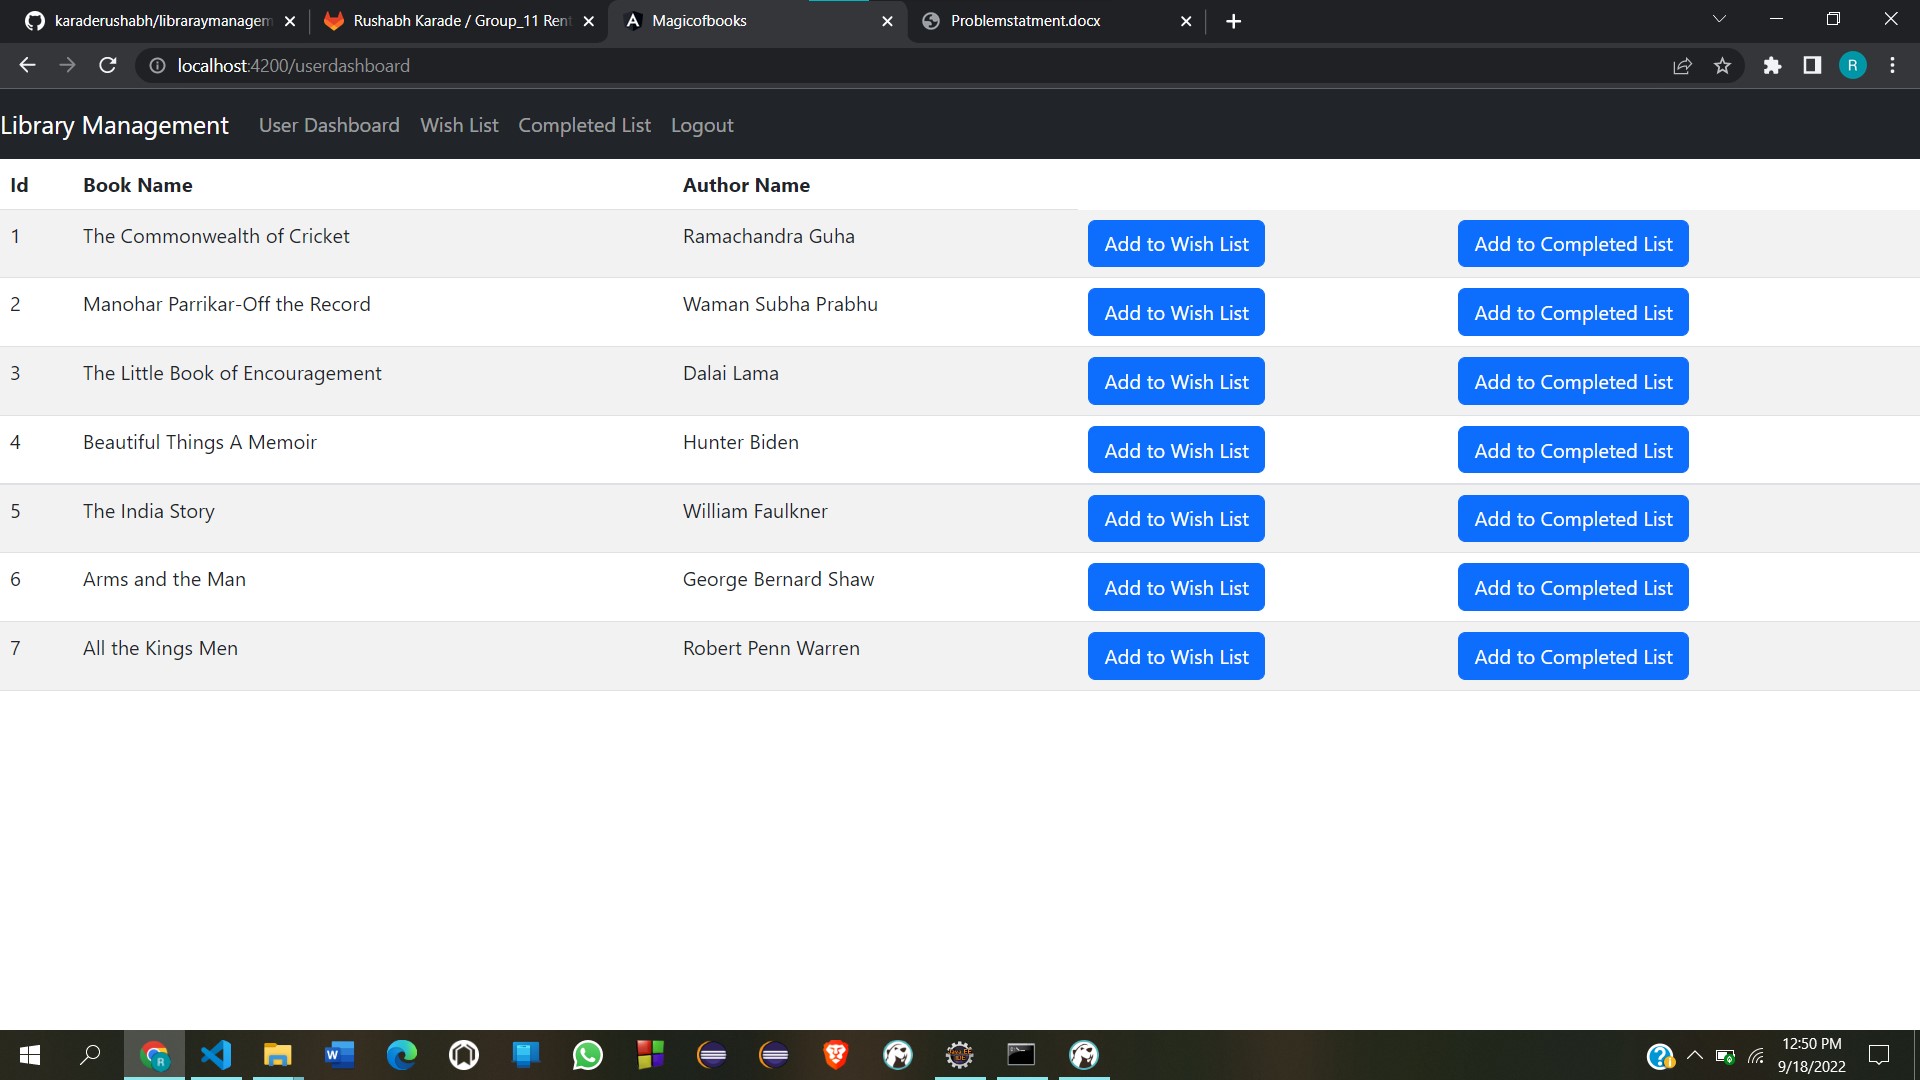 karaderushabh/libraraymanagem
Rushabh Karade / Group_11 Rent
Magicofbooks
Problemstatment.docx
localhost:4200/userdashboard
R
Library Management User Dashboard Wish List Completed List Logout
Id Book Name Author Name
1 The Commonwealth of Cricket Ramachandra Guha Add to Wish List Add to Completed List
2 Manohar Parrikar-Off the Record Waman Subha Prabhu Add to Wish List Add to Completed List
3 The Little Book of Encouragement Dalai Lama Add to Wish List Add to Completed List
4 Beautiful Things A Memoir Hunter Biden Add to Wish List Add to Completed List
5 The India Story William Faulkner Add to Wish List Add to Completed List
6 Arms and the Man George Bernard Shaw Add to Wish List Add to Completed List
7 All the Kings Men Robert Penn Warren Add to Wish List Add to Completed List
12:50 PM
9/18/2022